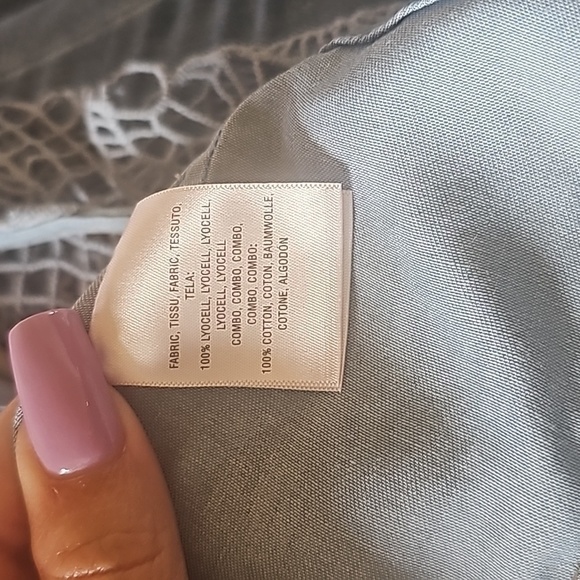 FABRIC, TISSU, FABRIC, TESSUTO,
TELA:
100% LYOCELL, LYOCELL, LYOCELL,
LYOCELL, LYOCELL
COMBO, COMBO, COMBO,
COMBO, COMBO:
100% COTTON, COTON, BAUMWOLLE,
COTONE, ALGODÓN